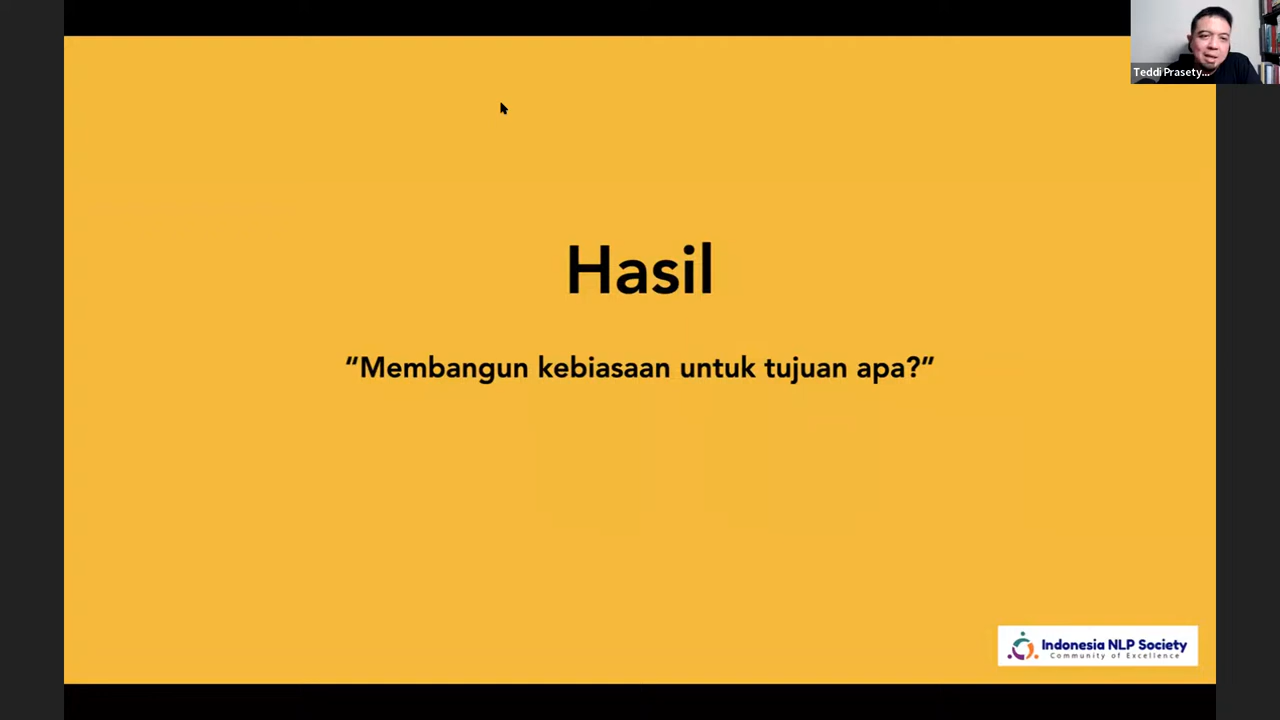 Teddi Prasety...
Hasil
“Membangun kebiasaan untuk tujuan apa?”
Indonesia NLP Society
Community of Excellence